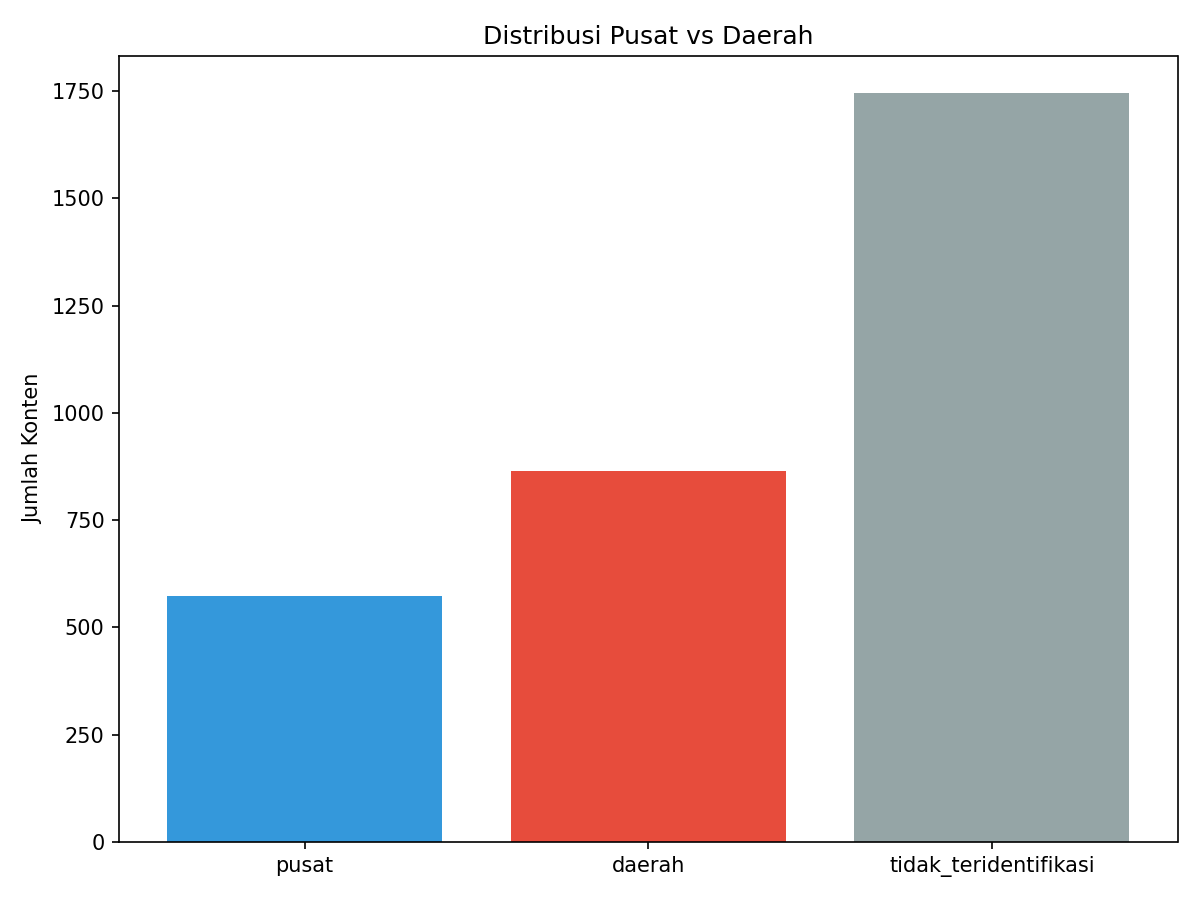 Distribusi Pusat vs Daerah
Jumlah Konten
1750
1500
1250
1000
750
500
250
0
pusat
daerah
tidak_teridentifikasi